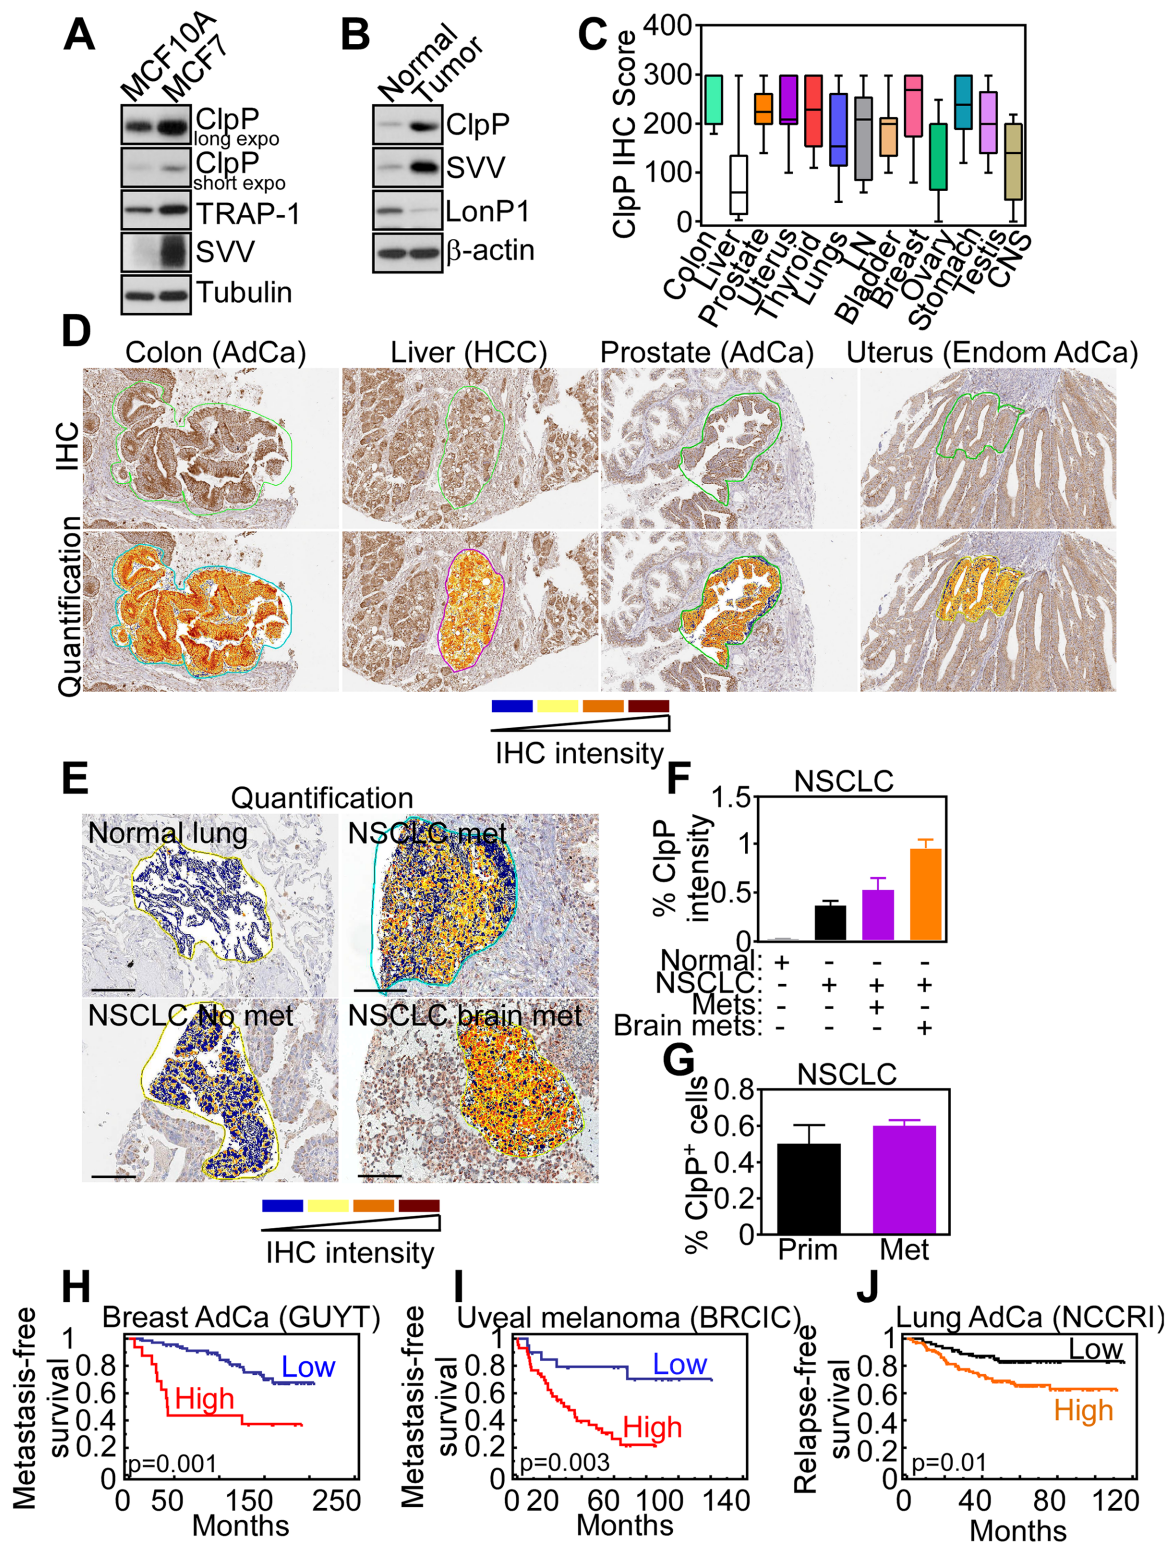 A
MCF10A
MCF7
ClpP
long expo
ClpP
short expo
TRAP-1
SVV
Tubulin
B
Normal
Tumor
ClpP
SVV
LonP1
β-actin
C
ClpP IHC Score
400
300
200
100
0
Colon
Liver
Prostate
Uterus
Thyroid
Lungs
LN
Bladder
Breast
Ovary
Stomach
Testis
CNS
D
Colon (AdCa)
Liver (HCC)
Prostate (AdCa)
Uterus (Endom AdCa)
IHC
Quantification
IHC intensity
E
Quantification
Normal lung
NSCLC met
NSCLC No met
NSCLC brain met
IHC intensity
F
NSCLC
% ClpP
intensity
1.5
1
0.5
0
Normal: + - - -
NSCLC: - + + +
Mets: - - + -
Brain mets: - - - +
G
NSCLC
% ClpP+ cells
0.8
0.6
0.4
0.2
0
Prim Met
H
Breast AdCa (GUYT)
Metastasis-free
survival
1
0.8
0.6
0.4
0.2
0
Low
High
p=0.001
0 50 150 250
Months
I
Uveal melanoma (BRCIC)
Metastasis-free
survival
1
0.8
0.6
0.4
0.2
0
Low
High
p=0.003
0 20 60 100 140
Months
J
Lung AdCa (NCCRI)
Relapse-free
survival
1
0.8
0.6
0.4
0.2
0
Low
High
p=0.01
0 40 80 120
Months